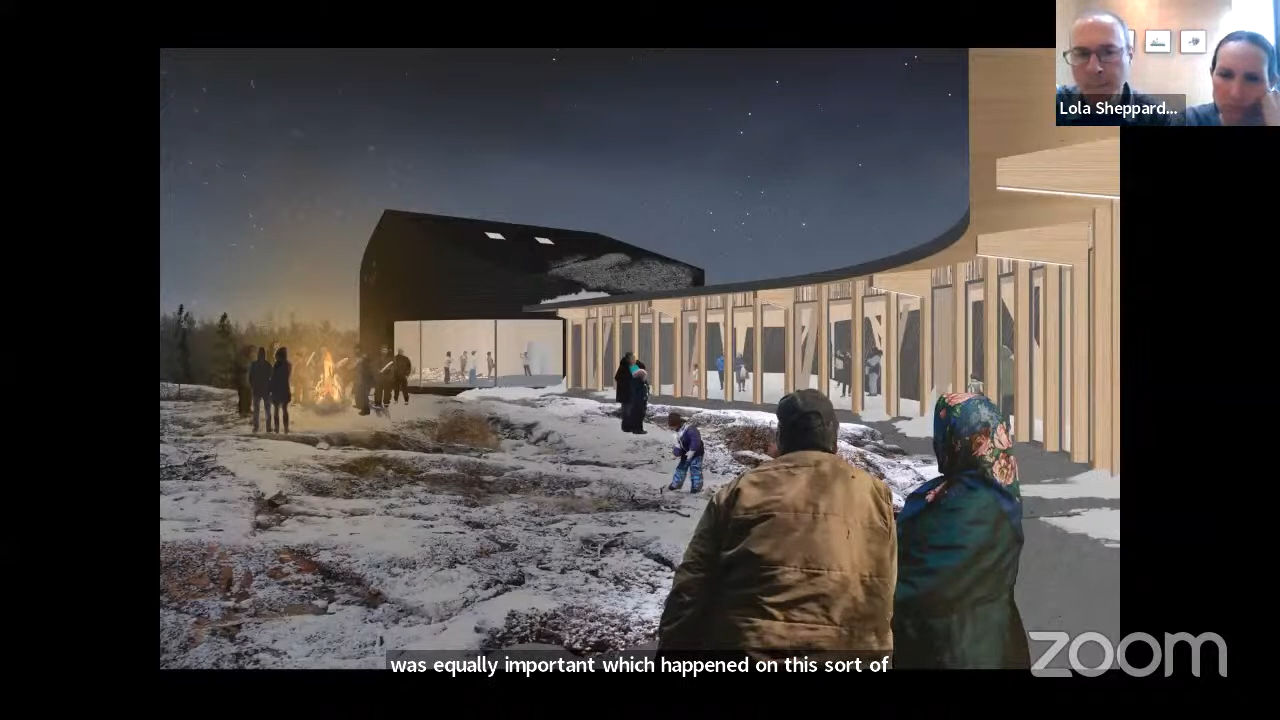 Lola Sheppard...
was equally important which happened on this sort of
zoom